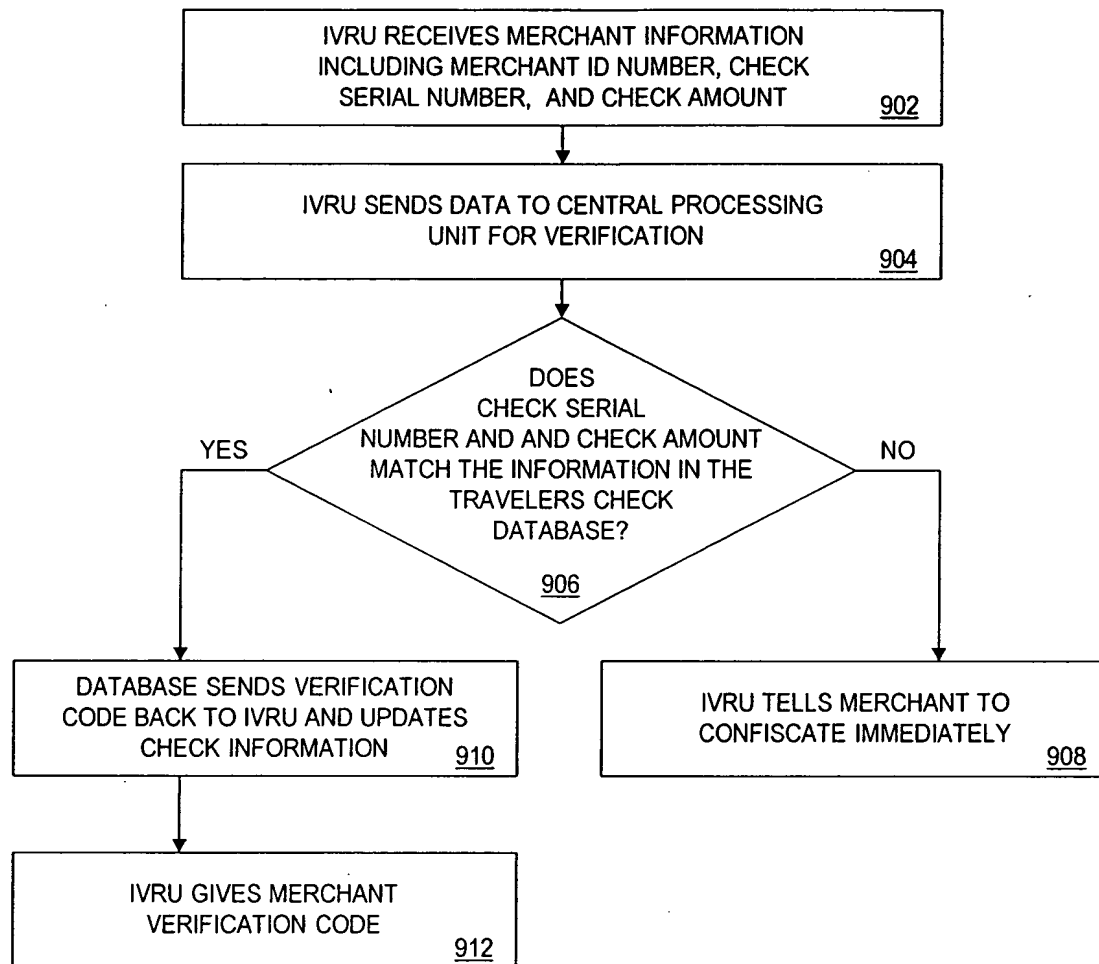 IVRU RECEIVES MERCHANT INFORMATION
INCLUDING MERCHANT ID NUMBER, CHECK
SERIAL NUMBER, AND CHECK AMOUNT
902
IVRU SENDS DATA TO CENTRAL PROCESSING
UNIT FOR VERIFICATION
904
DOES
CHECK SERIAL
NUMBER AND AND CHECK AMOUNT
MATCH THE INFORMATION IN THE
TRAVELERS CHECK
DATABASE?
906
YES
NO
DATABASE SENDS VERIFICATION
CODE BACK TO IVRU AND UPDATES
CHECK INFORMATION
910
IVRU TELLS MERCHANT TO
CONFISCATE IMMEDIATELY
908
IVRU GIVES MERCHANT
VERIFICATION CODE
912